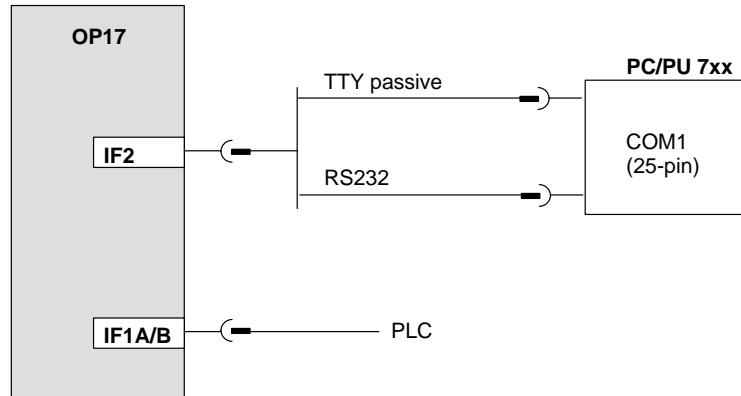 OP17
PC/PU 7xx
TTY passive
COM1
(25-pin)
IF2
RS232
IF1A/B
PLC